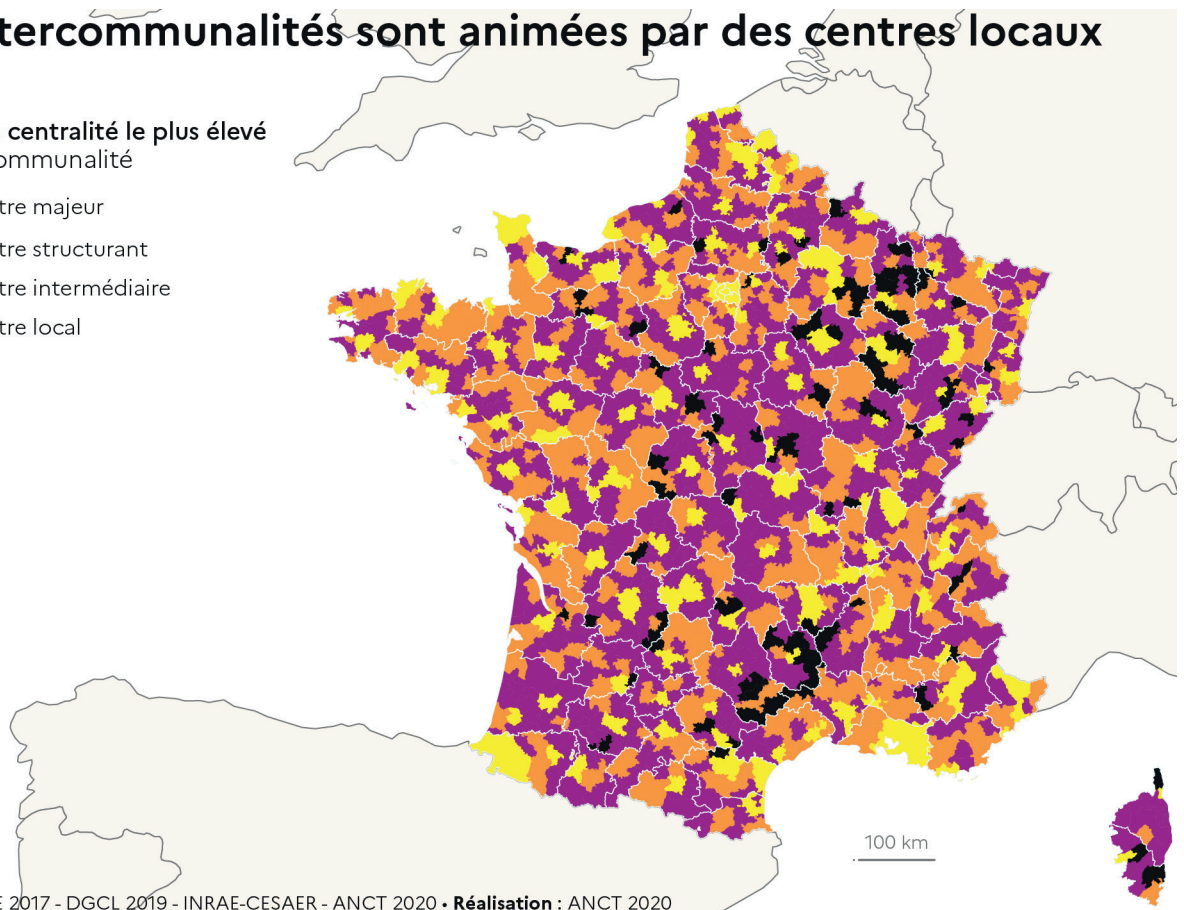 tercommunalités sont animées par des centres locaux
centralité le plus élevé
ommunalité
tre majeur
tre structurant
tre intermédiaire
tre local
100 km
E 2017 - DGCL 2019 - INRAE-CESAER - ANCT 2020 • Réalisation : ANCT 2020